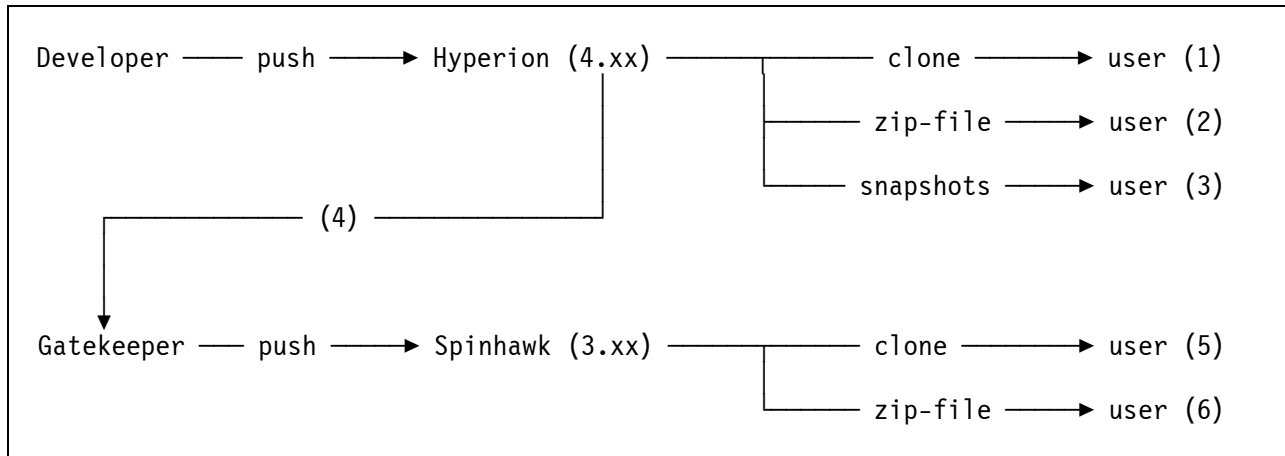 Developer push Hyperion (4.xx) clone user (1)
zip-file user (2)
snapshots user (3)
(4)
Gatekeeper push Spinhawk (3.xx) clone user (5)
zip-file user (6)